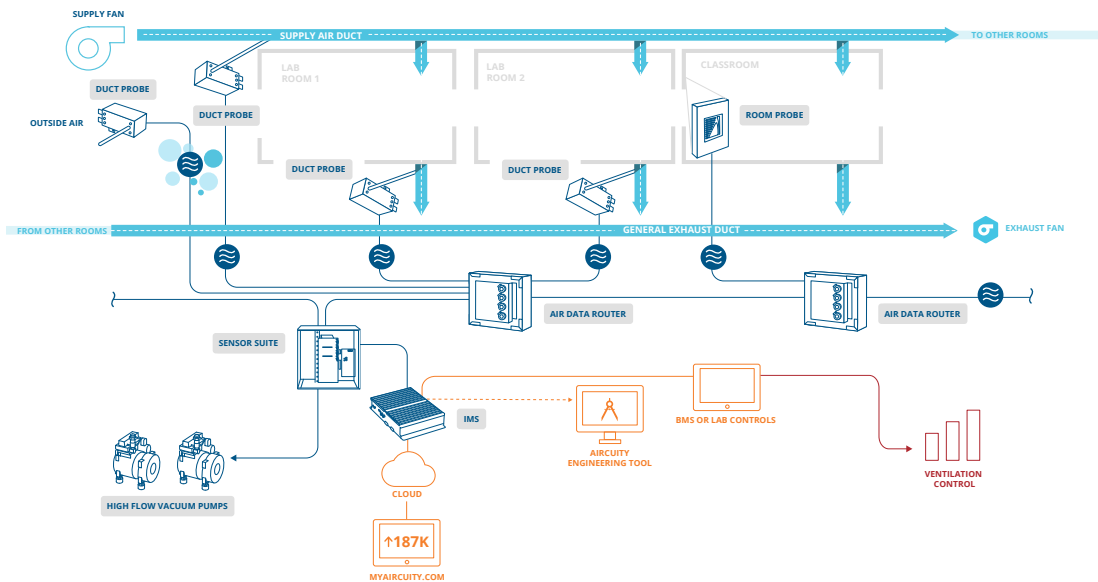 SUPPLY FAN
SUPPLY AIR DUCT
TO OTHER ROOMS
LAB
ROOM 1
LAB
ROOM 2
CLASSROOM
DUCT PROBE
OUTSIDE AIR
DUCT PROBE
ROOM PROBE
DUCT PROBE
DUCT PROBE
FROM OTHER ROOMS
GENERAL EXHAUST DUCT
EXHAUST FAN
AIR DATA ROUTER
AIR DATA ROUTER
SENSOR SUITE
IMS
BMS OR LAB CONTROLS
AIRCUITY
ENGINEERING TOOL
VENTILATION
CONTROL
CLOUD
HIGH FLOW VACUUM PUMPS
↑187K
MYAIRCUITY.COM